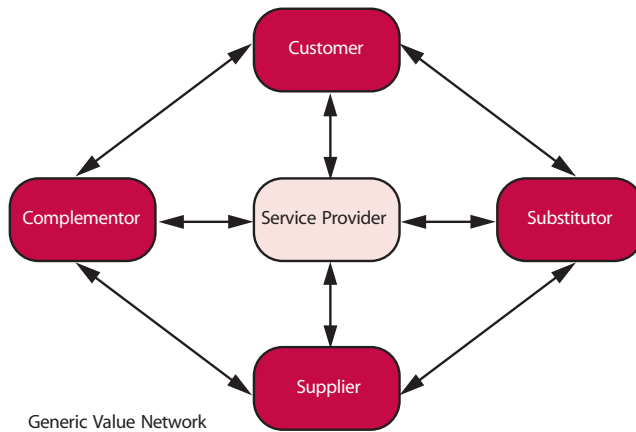 Customer
Complementor
Service Provider
Substitutor
Supplier
Generic Value Network